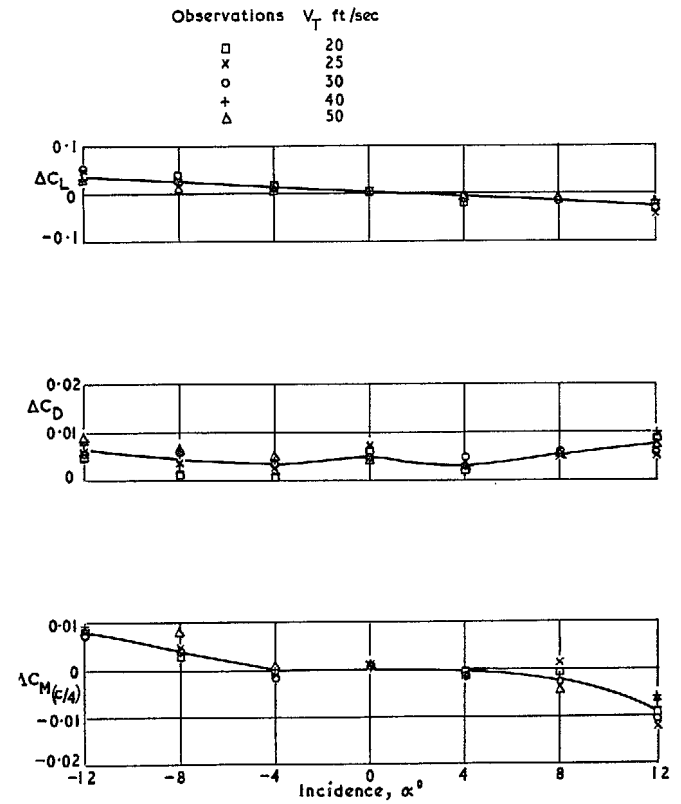 Observations V_T ft/sec
□ 20
x 25
o 30
+ 40
△ 50
0·1
ΔC_L
0
-0·1
0·02
ΔC_D
0·01
0
0·01
0
ΔC_M(c̄/4)
-0·01
-0·02
-12 -8 -4 0 4 8 12
Incidence, α°